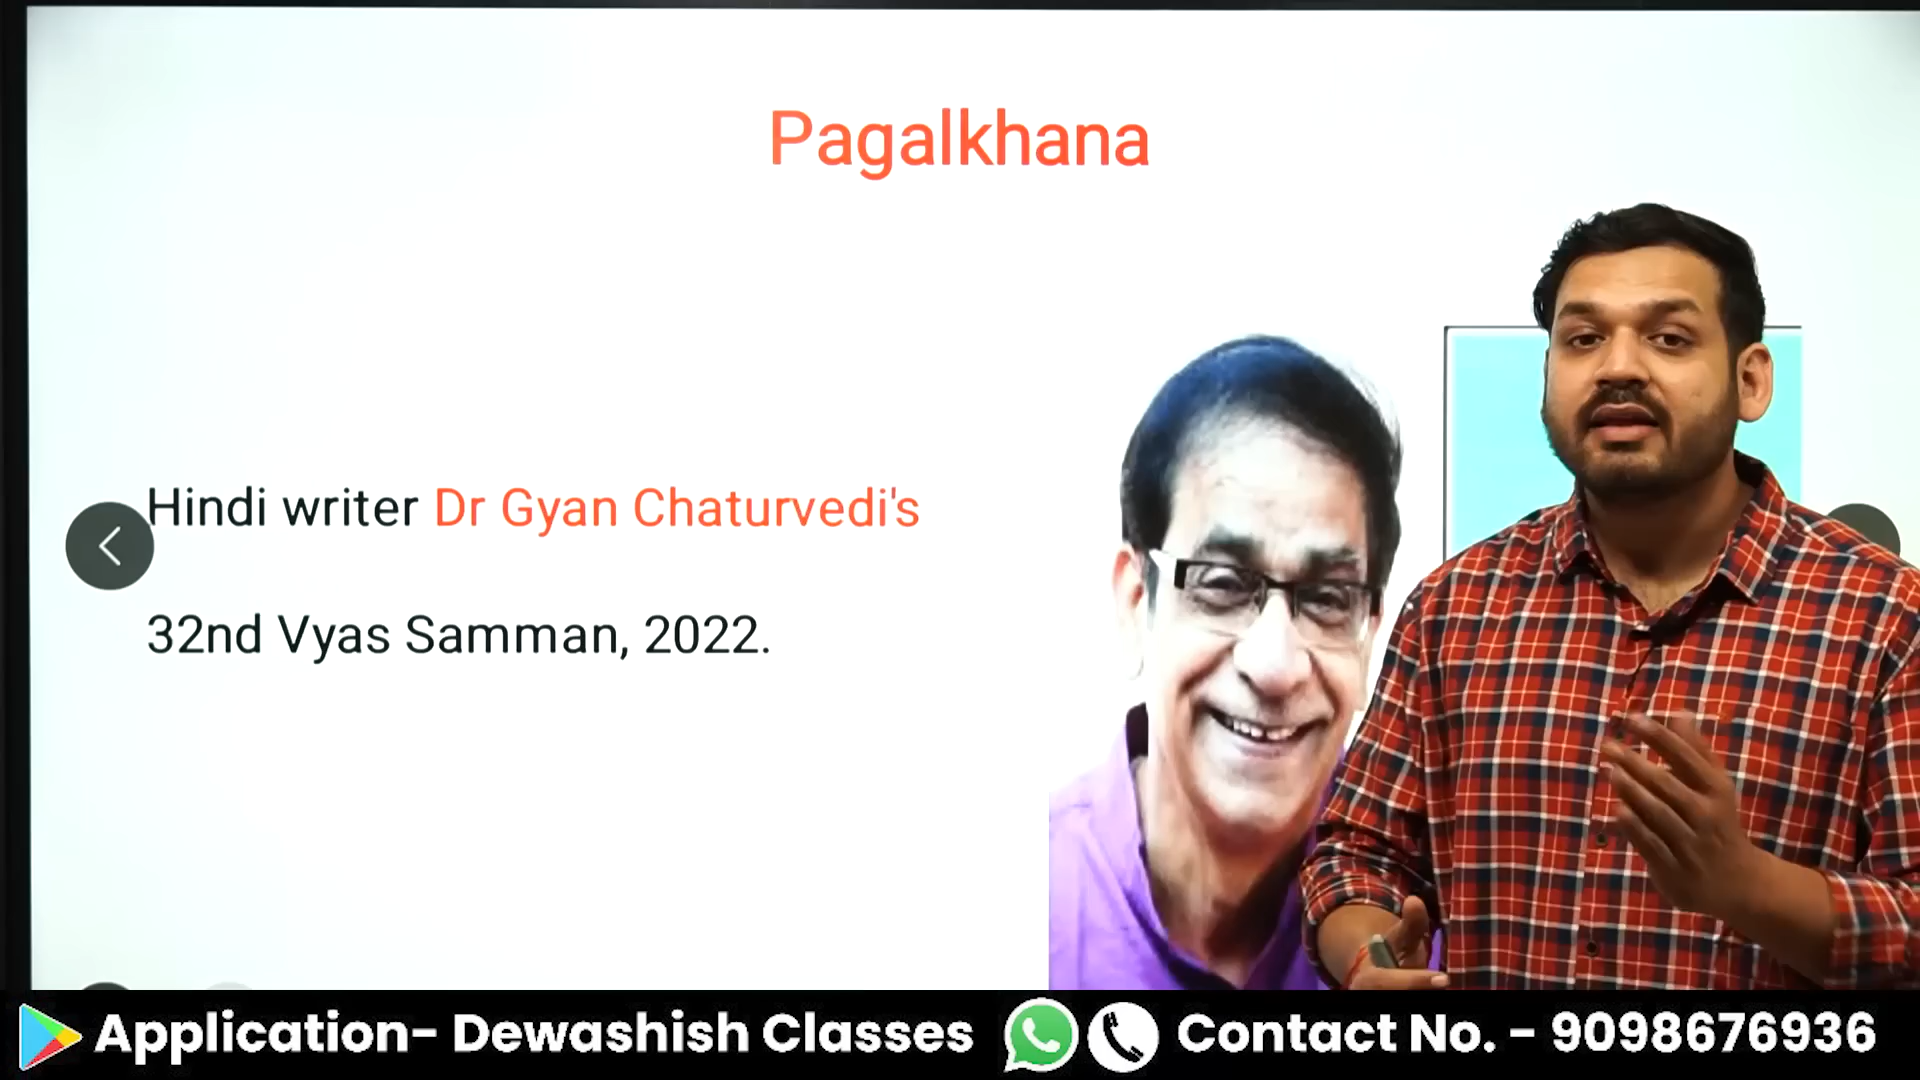 Pagalkhana
Hindi writer Dr Gyan Chaturvedi's
32nd Vyas Samman, 2022.
Application- Dewashish Classes
Contact No. - 9098676936